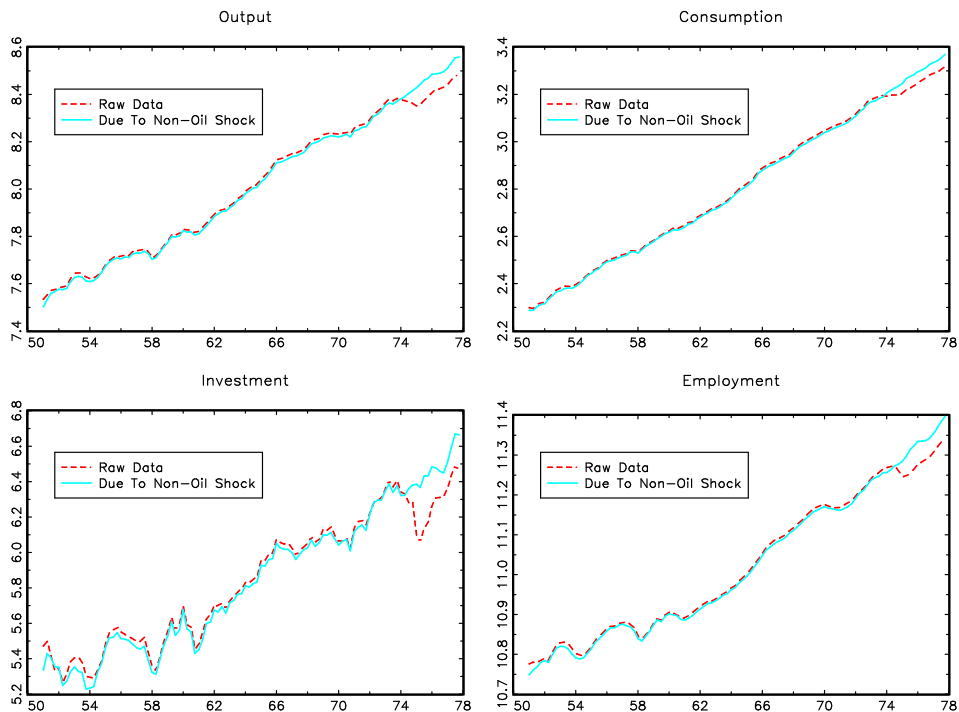 Output
8.6
8.4
8.2
8.0
7.8
7.6
7.4
Raw Data
Due To Non-Oil Shock
50 54 58 62 66 70 74 78
Consumption
3.4
3.2
3.0
2.8
2.6
2.4
2.2
Raw Data
Due To Non-Oil Shock
50 54 58 62 66 70 74 78
Investment
6.8
6.6
6.4
6.2
6.0
5.8
5.6
5.4
5.2
Raw Data
Due To Non-Oil Shock
50 54 58 62 66 70 74 78
Employment
11.4
11.3
11.2
11.1
11.0
10.9
10.8
10.7
Raw Data
Due To Non-Oil Shock
50 54 58 62 66 70 74 78